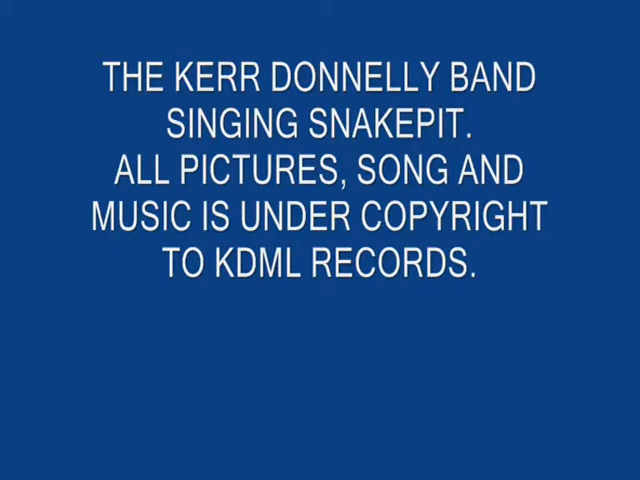 THE KERR DONNELLY BAND
SINGING SNAKEPIT.
ALL PICTURES, SONG AND
MUSIC IS UNDER COPYRIGHT
TO KDML RECORDS.